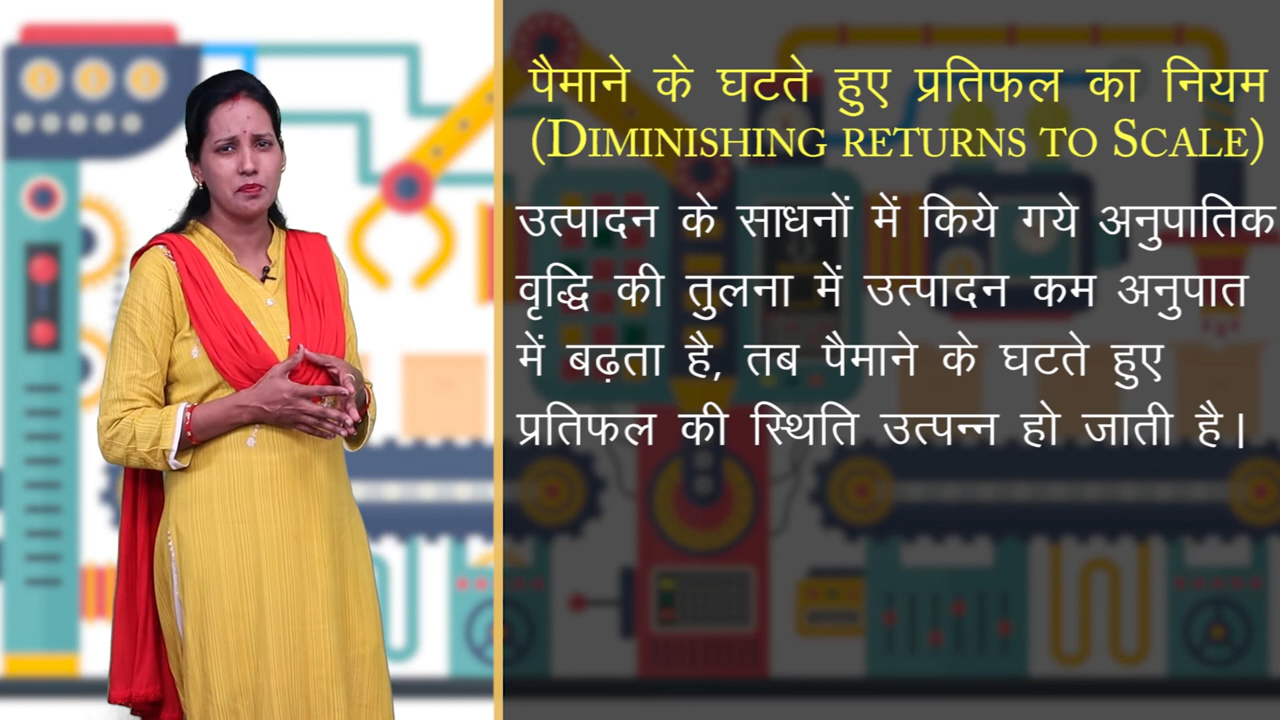 पैमाने के घटते हुए प्रतिफल का नियम
(DIMINISHING RETURNS TO SCALE)
उत्पादन के साधनों में किये गये अनुपातिक
वृद्धि की तुलना में उत्पादन कम अनुपात
में बढ़ता है, तब पैमाने के घटते हुए
प्रतिफल की स्थिति उत्पन्न हो जाती है।